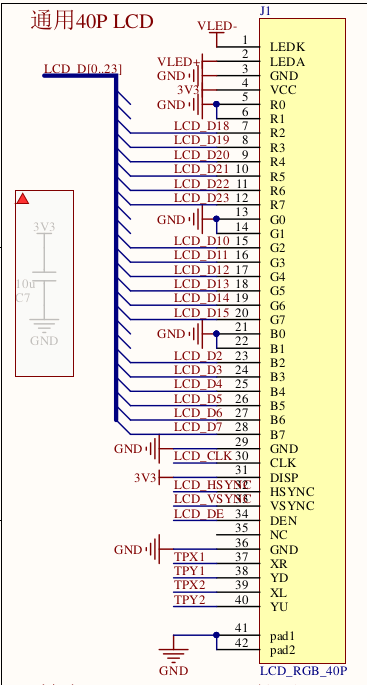 通用40P LCD
J1
VLED-
1 LEDK
VLED+ 2 LEDA
GND 3 GND
3V3 4 VCC
GND 5 R0
6 R1
LCD_D[0..23]
LCD_D18 7 R2
LCD_D19 8 R3
LCD_D20 9 R4
LCD_D21 10 R5
LCD_D22 11 R6
LCD_D23 12 R7
GND 13 G0
14 G1
LCD_D10 15 G2
LCD_D11 16 G3
LCD_D12 17 G4
LCD_D13 18 G5
LCD_D14 19 G6
LCD_D15 20 G7
GND 21 B0
22 B1
LCD_D2 23 B2
LCD_D3 24 B3
LCD_D4 25 B4
LCD_D5 26 B5
LCD_D6 27 B6
LCD_D7 28 B7
3V3
10u
C7
GND
GND 29 GND
LCD_CLK 30 CLK
3V3 31 DISP
LCD_HSYNC 32 HSYNC
LCD_VSYNC 33 VSYNC
LCD_DE 34 DEN
35 NC
GND 36 GND
TPX1 37 XR
TPY1 38 YD
TPX2 39 XL
TPY2 40 YU
41 pad1
42 pad2
GND
LCD_RGB_40P